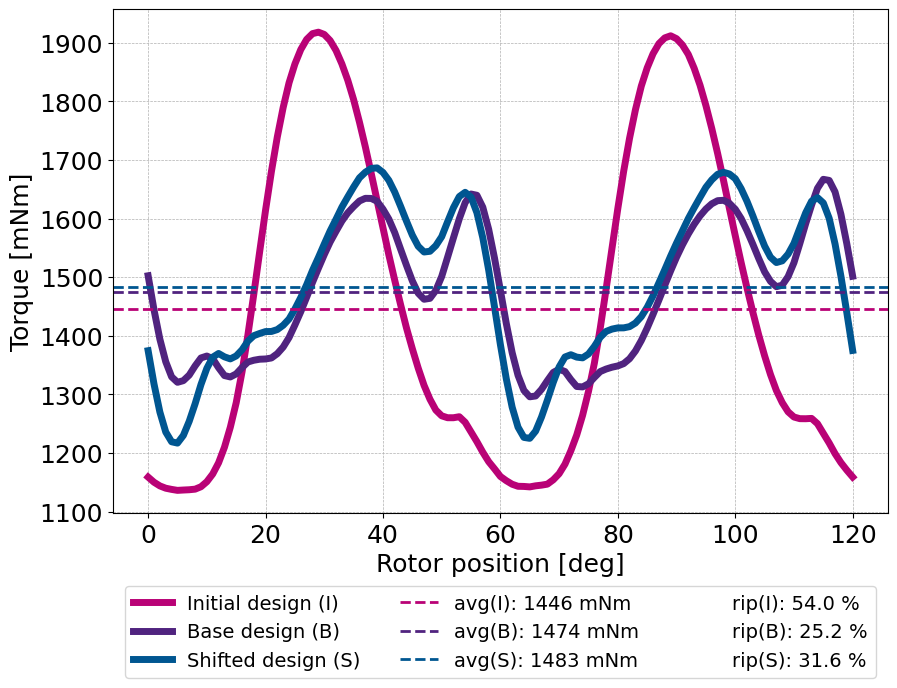 1900
1800
1700
1600
1500
1400
1300
1200
1100
Torque [mNm]
0 20 40 60 80 100 120
Rotor position [deg]
Initial design (I) avg(I): 1446 mNm rip(I): 54.0 %
Base design (B) avg(B): 1474 mNm rip(B): 25.2 %
Shifted design (S) avg(S): 1483 mNm rip(S): 31.6 %